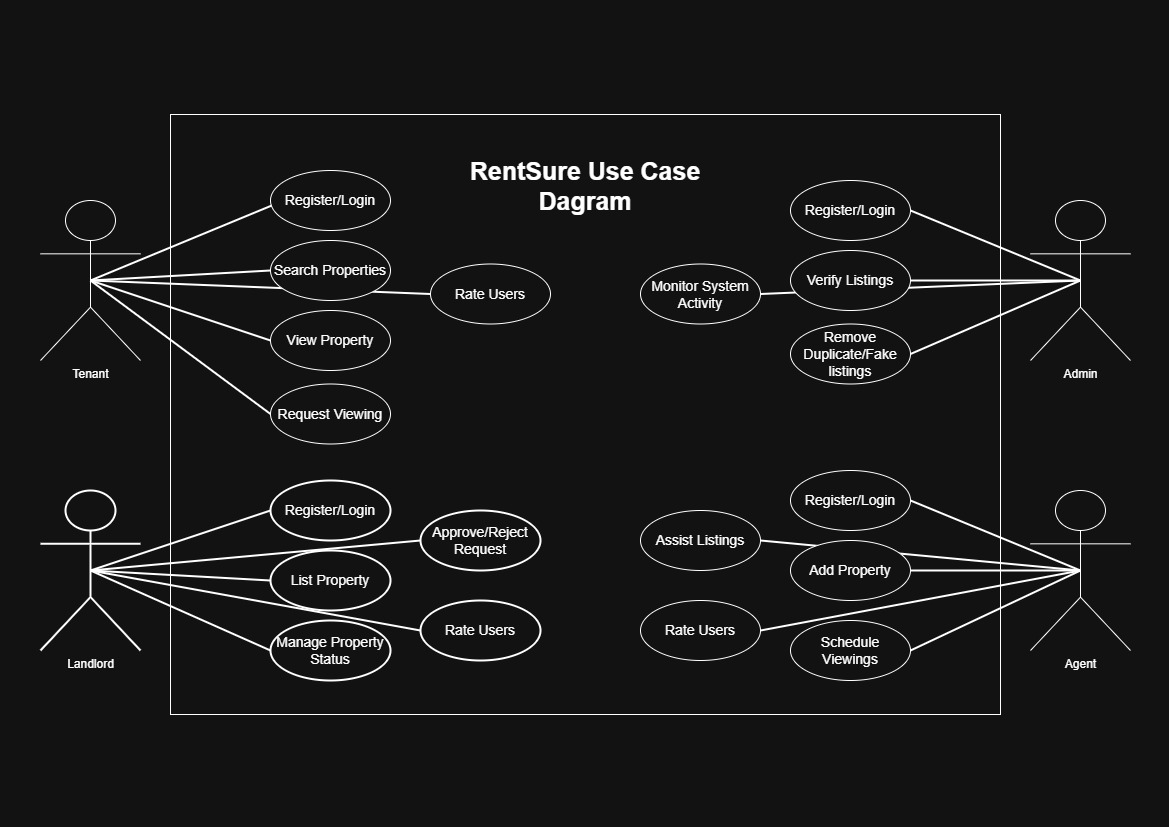 RentSure Use Case
Dagram
Register/Login
Search Properties
Rate Users
View Property
Request Viewing
Tenant
Register/Login
Monitor System
Activity
Verify Listings
Remove
Duplicate/Fake
listings
Admin
Register/Login
Approve/Reject
Request
List Property
Rate Users
Manage Property
Status
Landlord
Register/Login
Assist Listings
Add Property
Rate Users
Schedule
Viewings
Agent